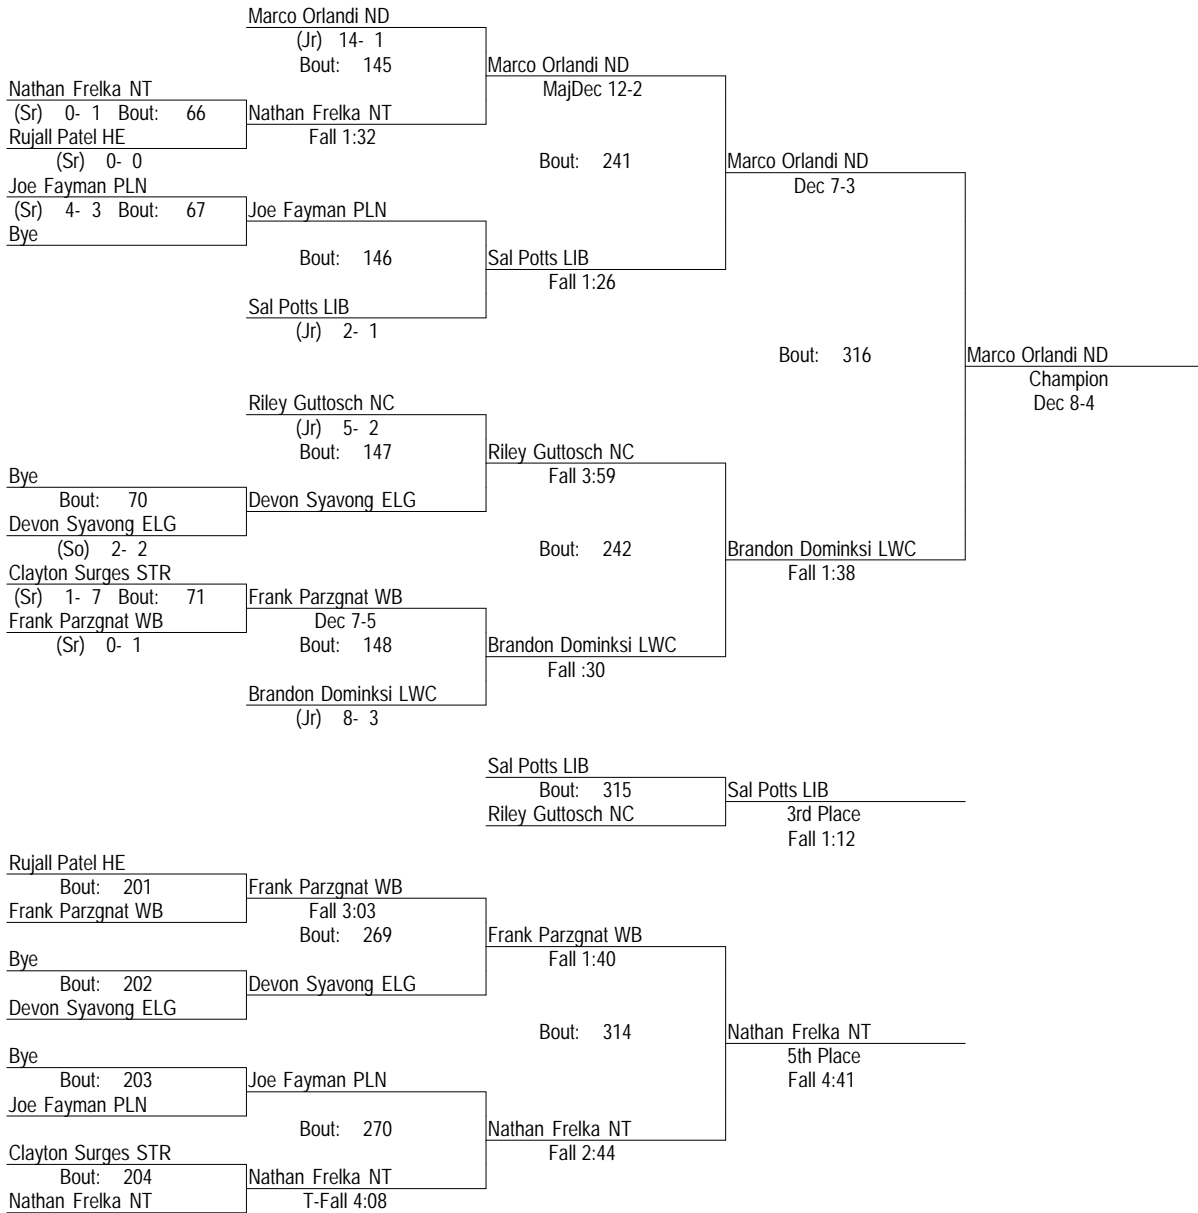 Marco Orlandi ND
(Jr) 14- 1
Bout: 145
Marco Orlandi ND
MajDec 12-2
Nathan Frelka NT
(Sr) 0- 1 Bout: 66
Nathan Frelka NT
Fall 1:32
Rujall Patel HE
(Sr) 0- 0
Bout: 241
Marco Orlandi ND
Dec 7-3
Joe Fayman PLN
(Sr) 4- 3 Bout: 67
Joe Fayman PLN
Bye
Bout: 146
Sal Potts LIB
Fall 1:26
Sal Potts LIB
(Jr) 2- 1
Bout: 316
Marco Orlandi ND
Champion
Dec 8-4
Riley Guttosch NC
(Jr) 5- 2
Bout: 147
Riley Guttosch NC
Fall 3:59
Bye
Bout: 70
Devon Syavong ELG
Devon Syavong ELG
(So) 2- 2
Bout: 242
Brandon Dominksi LWC
Fall 1:38
Clayton Surges STR
(Sr) 1- 7 Bout: 71
Frank Parzgnat WB
Dec 7-5
Frank Parzgnat WB
(Sr) 0- 1
Bout: 148
Brandon Dominksi LWC
Fall :30
Brandon Dominksi LWC
(Jr) 8- 3
Sal Potts LIB
Bout: 315
Sal Potts LIB
Riley Guttosch NC
3rd Place
Fall 1:12
Rujall Patel HE
Bout: 201
Frank Parzgnat WB
Frank Parzgnat WB
Fall 3:03
Bout: 269
Frank Parzgnat WB
Fall 1:40
Bye
Bout: 202
Devon Syavong ELG
Devon Syavong ELG
Bout: 314
Nathan Frelka NT
5th Place
Fall 4:41
Bye
Bout: 203
Joe Fayman PLN
Joe Fayman PLN
Bout: 270
Nathan Frelka NT
Fall 2:44
Clayton Surges STR
Bout: 204
Nathan Frelka NT
Nathan Frelka NT
T-Fall 4:08